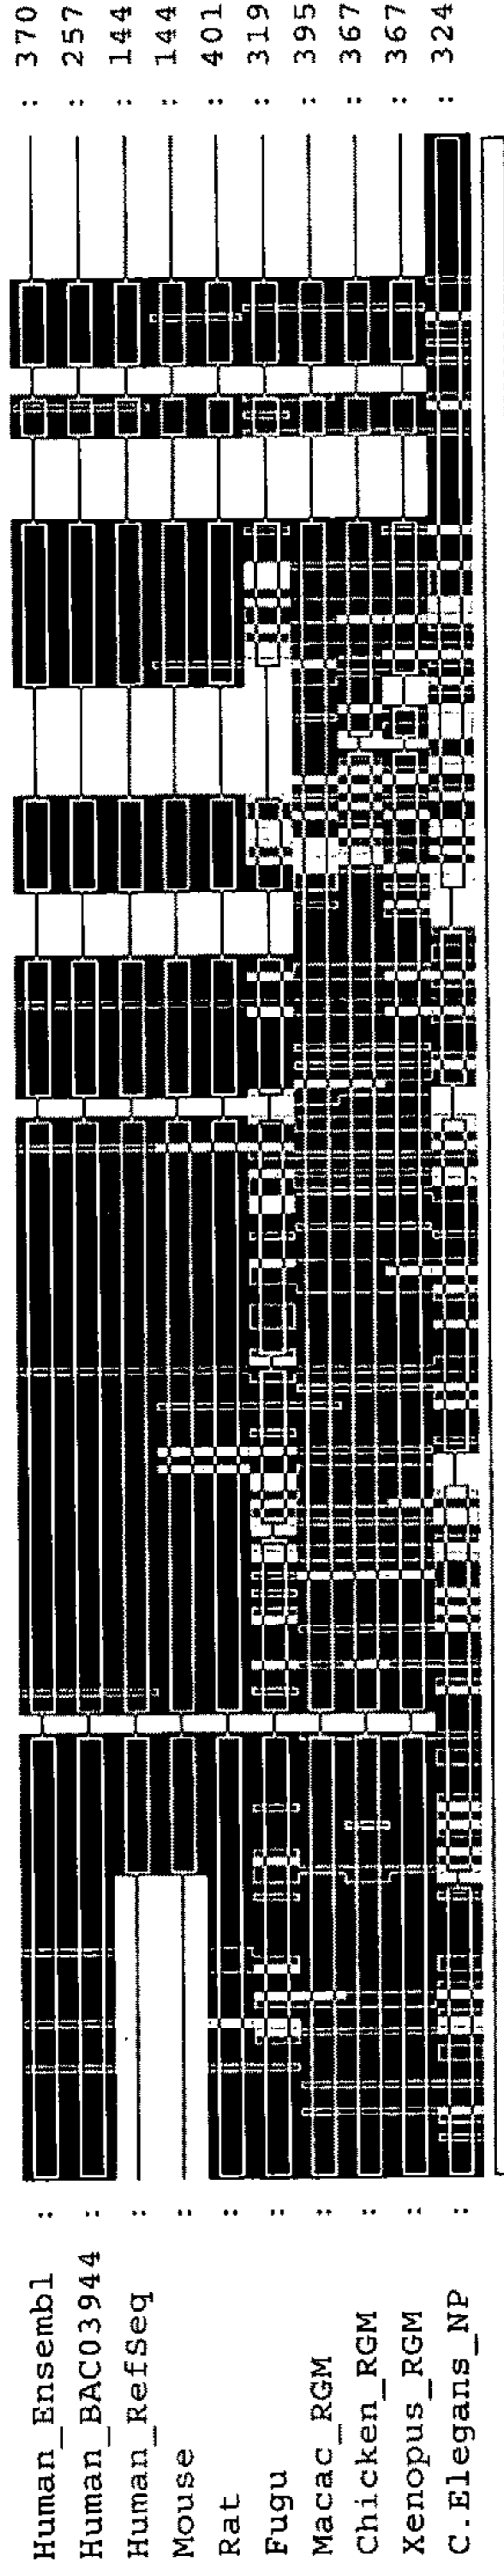 Human_Ensembl : : 370
Human_BAC03944 : : 257
Human_RefSeq : : 144
Mouse : : 144
Rat : : 401
Fugu : : 319
Macac_RGM : : 395
Chicken_RGM : : 367
Xenopus_RGM : : 367
C.Elegans_NP : : 324